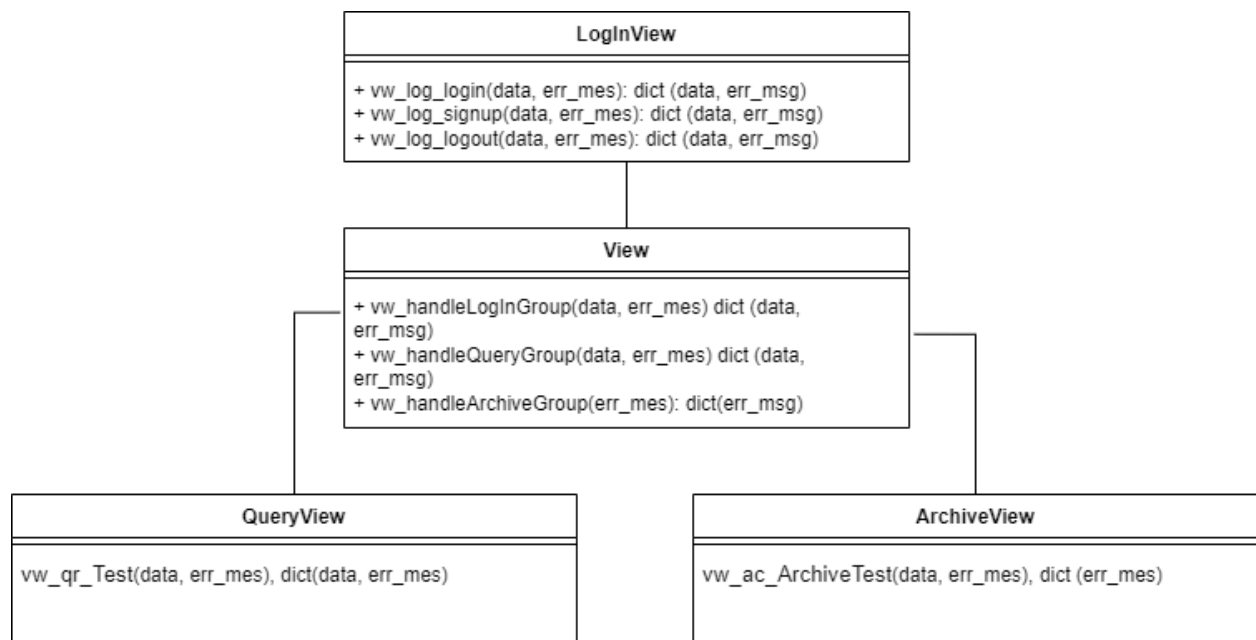 LogInView
+ vw_log_login(data, err_mes): dict (data, err_msg)
+ vw_log_signup(data, err_mes): dict (data, err_msg)
+ vw_log_logout(data, err_mes): dict (data, err_msg)
View
+ vw_handleLogInGroup(data, err_mes) dict (data,
err_msg)
+ vw_handleQueryGroup(data, err_mes) dict (data,
err_msg)
+ vw_handleArchiveGroup(err_mes): dict(err_msg)
QueryView
vw_qr_Test(data, err_mes), dict(data, err_mes)
ArchiveView
vw_ac_ArchiveTest(data, err_mes), dict (err_mes)